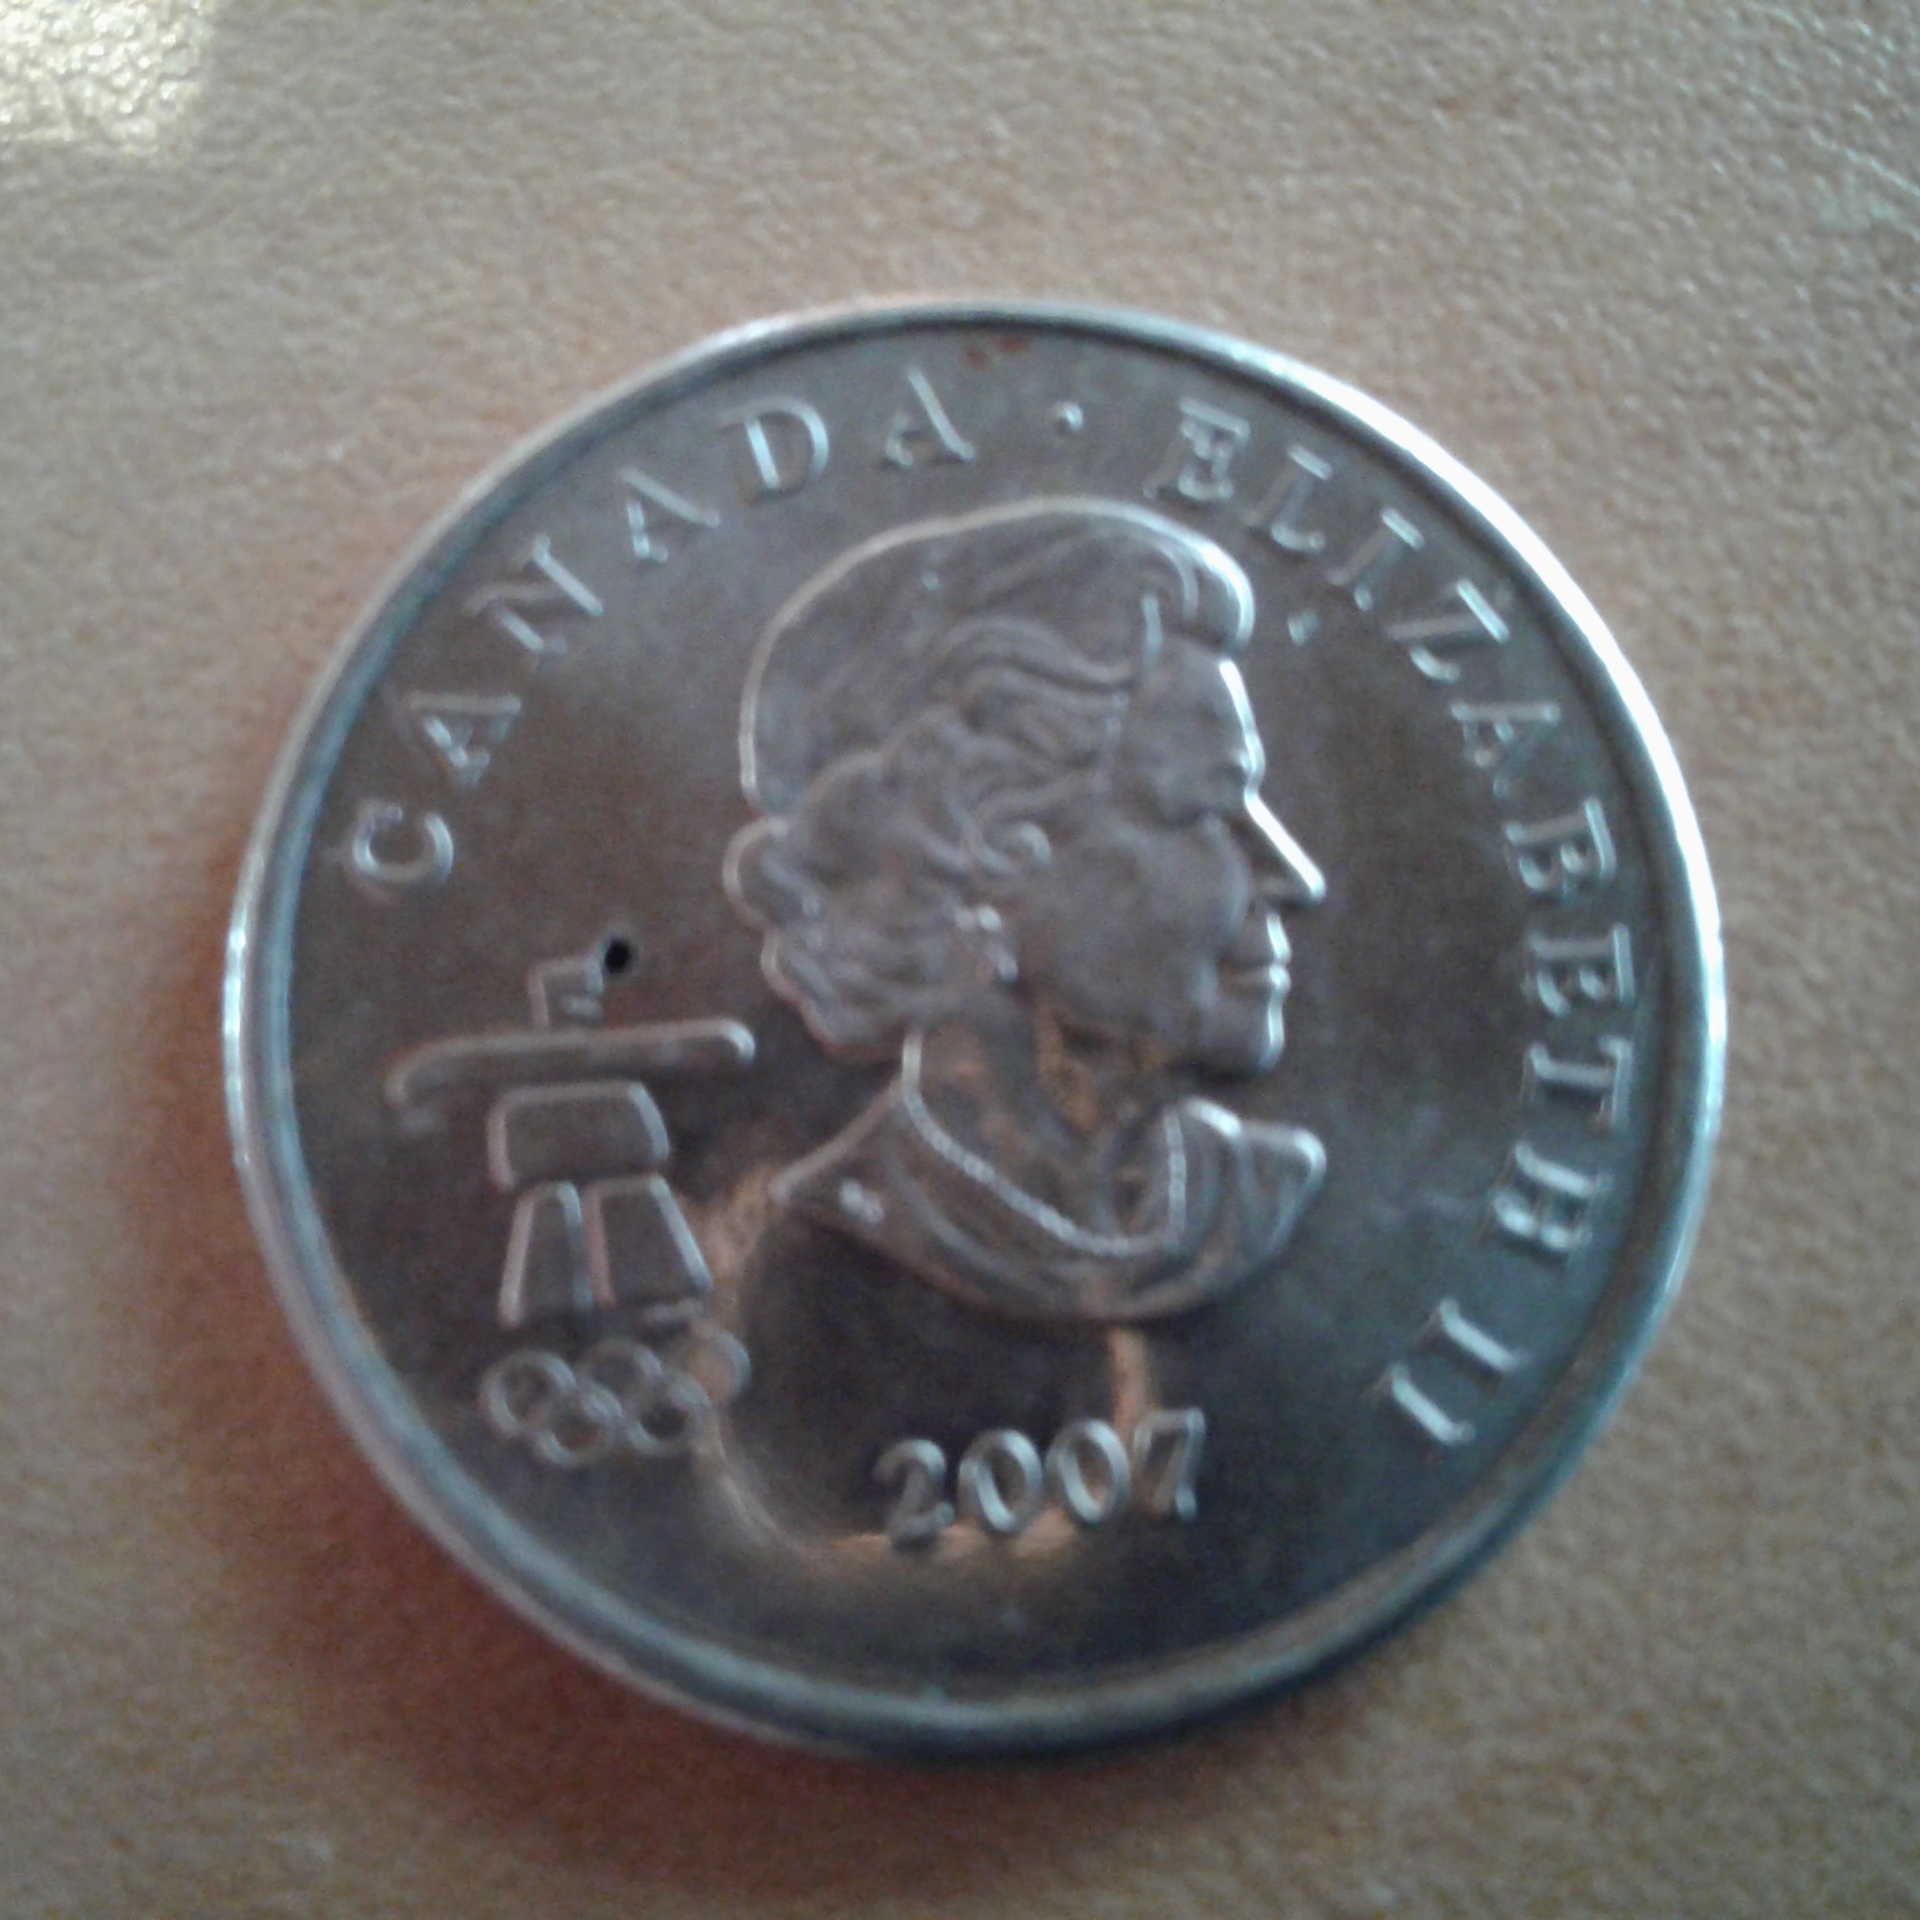 CANADA · ELIZABETH II
2007